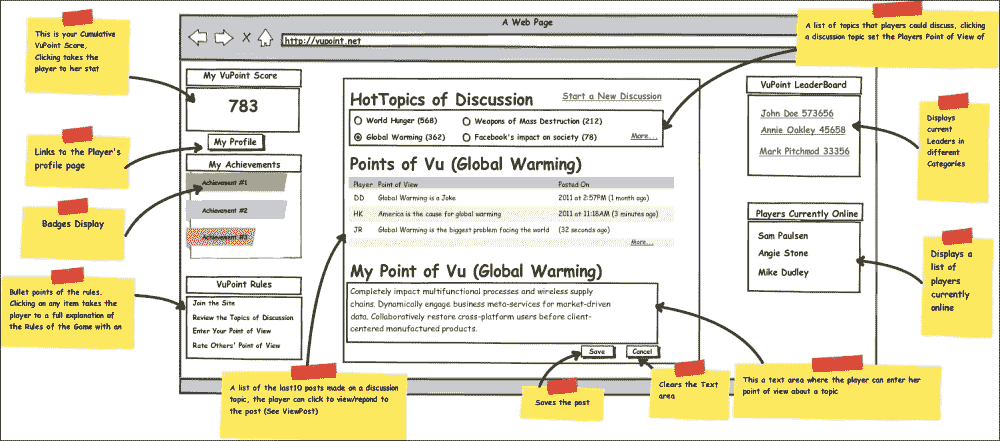 A Web Page
http://vupoint.net
This is your Cumulative
VuPoint Score,
Clicking takes the
player to her stat
Links to the Player's
profile page
Badges Display
Bullet points of the rules.
Clicking on any item takes the
player to a full explanation of
the Rules of the Game with an
My VuPoint Score
783
My Profile
My Achievements
Achievement #1
Achievement #2
Achievement #3
VuPoint Rules
Join the Site
Review the Topics of Discussion
Enter Your Point of View
Rate Others' Point of View
HotTopics of Discussion
Start a New Discussion
World Hunger (568)
Weapons of Mass Destruction (212)
Global Warming (362)
Facebook's impact on society (78)
More...
Points of Vu (Global Warming)
Player Point of View Posted On
DD Global Warming is a Joke 2011 at 2:57PM (1 month ago)
HK America is the cause for global warming 2011 at 11:18AM (3 minutes ago)
JR Global Warming is the biggest problem facing the world (32 seconds ago)
More...
My Point of Vu (Global Warming)
Completely impact multifunctional processes and wireless supply
chains. Dynamically engage business meta-services for market-driven
data. Collaboratively restore cross-platform users before client-
centered manufactured products.
Save
Cancel
VuPoint LeaderBoard
John Doe 573656
Annie Oakley 45658
Mark Pitchmod 33356
Players Currently Online
Sam Paulsen
Angie Stone
Mike Dudley
A list of topics that players could discuss, clicking
a discussion topic set the Players Point of View of
Displays
current
Leaders in
different
Categories
Displays a
list of
players
currently
online
A list of the last10 posts made on a discussion
topic, the player can click to view/repond to
the post (See ViewPost)
Saves the post
Clears the Text
area
This a text area where the player can enter her
point of view about a topic